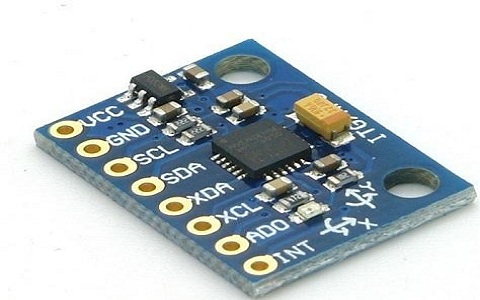 VCC
GND
SCL
SDA
XDA
XCL
ADO
INT
ITG
Y
X